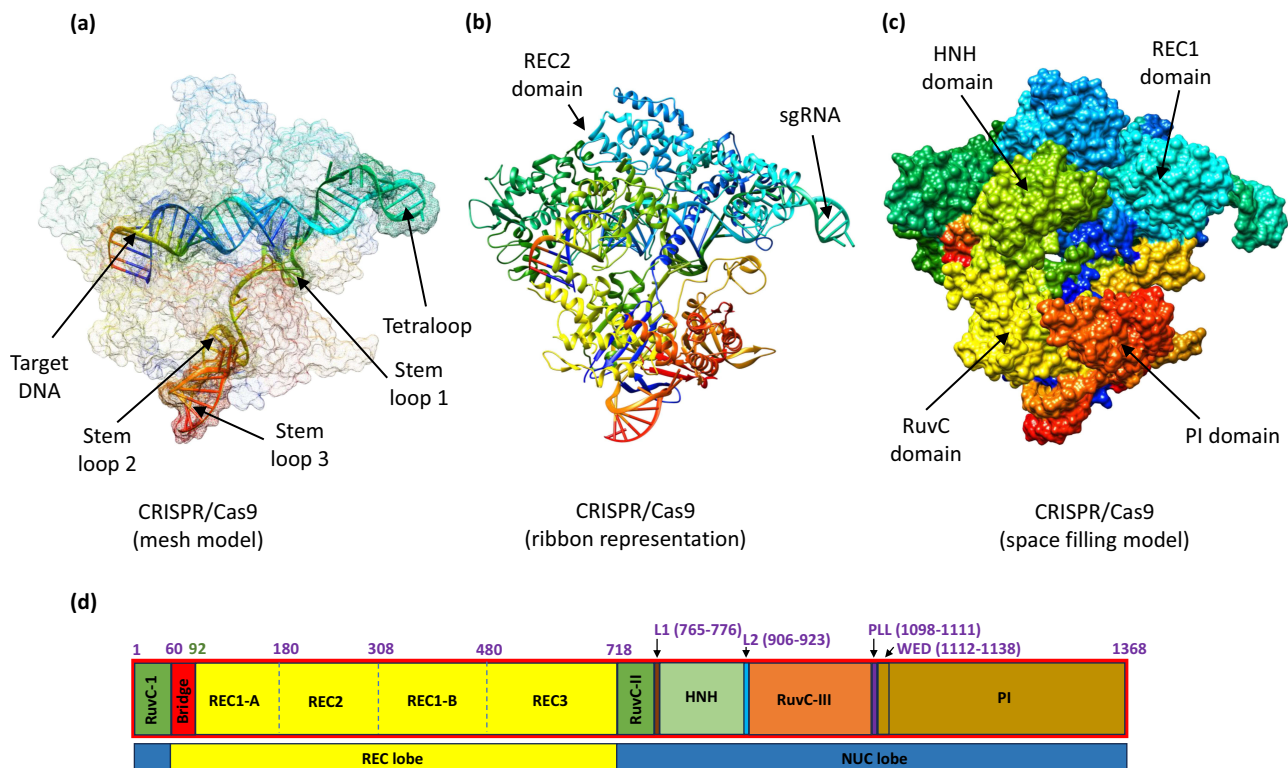 (a)
Target
DNA
Stem
loop 2
Stem
loop 3
Stem
loop 1
Tetraloop
CRISPR/Cas9
(mesh model)
(b)
REC2
domain
sgRNA
CRISPR/Cas9
(ribbon representation)
(c)
HNH
domain
REC1
domain
RuvC
domain
PI domain
CRISPR/Cas9
(space filling model)
(d)
L1 (765-776)
PLL (1098-1111)
L2 (906-923)
WED (1112-1138)
1 60 92 180 308 480 718 1368
RuvC-1 Bridge REC1-A REC2 REC1-B REC3 RuvC-II HNH RuvC-III PI
REC lobe NUC lobe